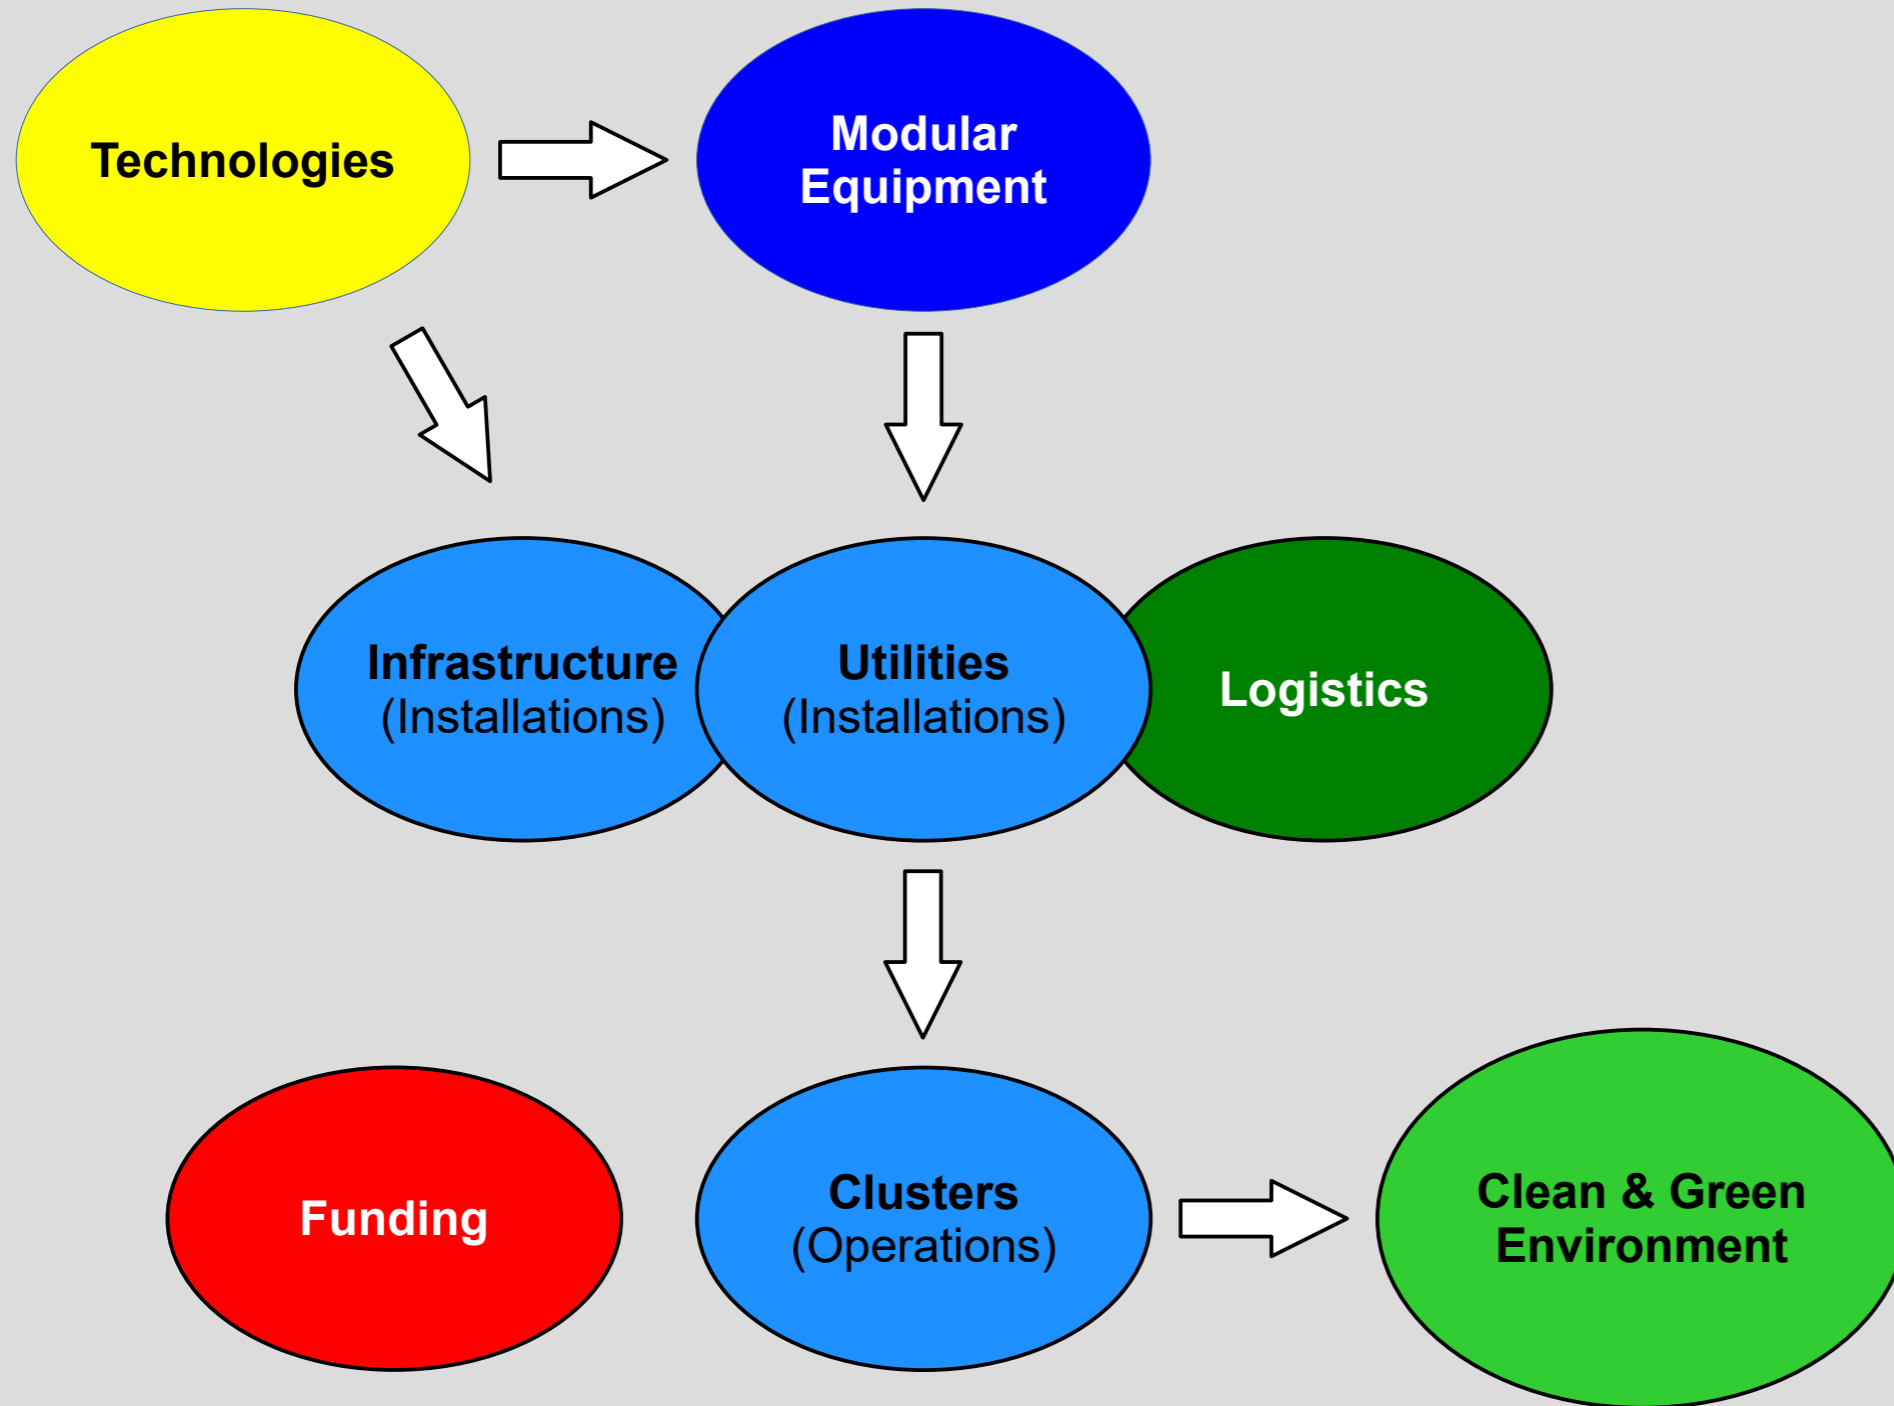 Technologies
Modular
Equipment
Infrastructure
(Installations)
Utilities
(Installations)
Logistics
Funding
Clusters
(Operations)
Clean & Green
Environment